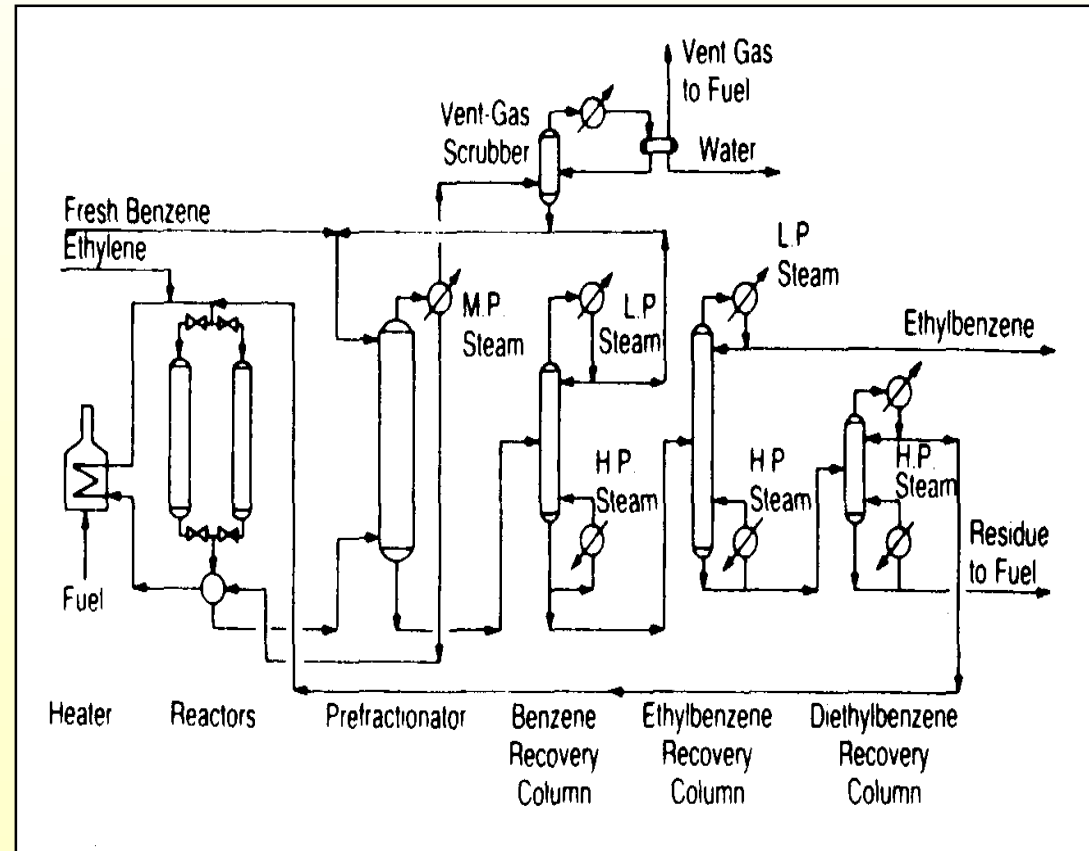 Vent Gas
to Fuel
Vent-Gas
Scrubber
Water
Fresh Benzene
Ethylene
L.P
Steam
M.P.
Steam
L.P
Steam
Ethylbenzene
H.P.
Steam
H.P
Steam
H.P.
Steam
Residue
to Fuel
Fuel
Heater
Reactors
Prefractionator
Benzene
Recovery
Column
Ethylbenzene
Recovery
Column
Diethylbenzene
Recovery
Column